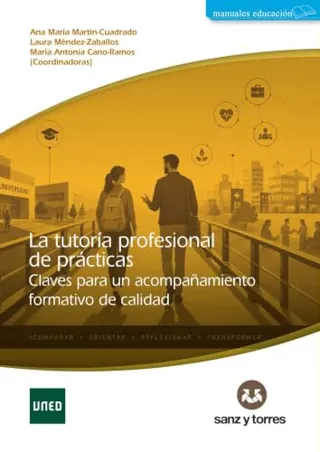 manuales educación
Ana María Martín-Cuadrado
Laura Méndez-Zaballos
María Antonia Cano-Ramos
(Coordinadoras)
UNIVERSIDAD
La tutoría profesional
de prácticas
Claves para un acompañamiento
formativo de calidad
ACOMPAÑAR • ORIENTAR • REFLEXIONAR • TRANSFORMAR
UNED
sanz y torres